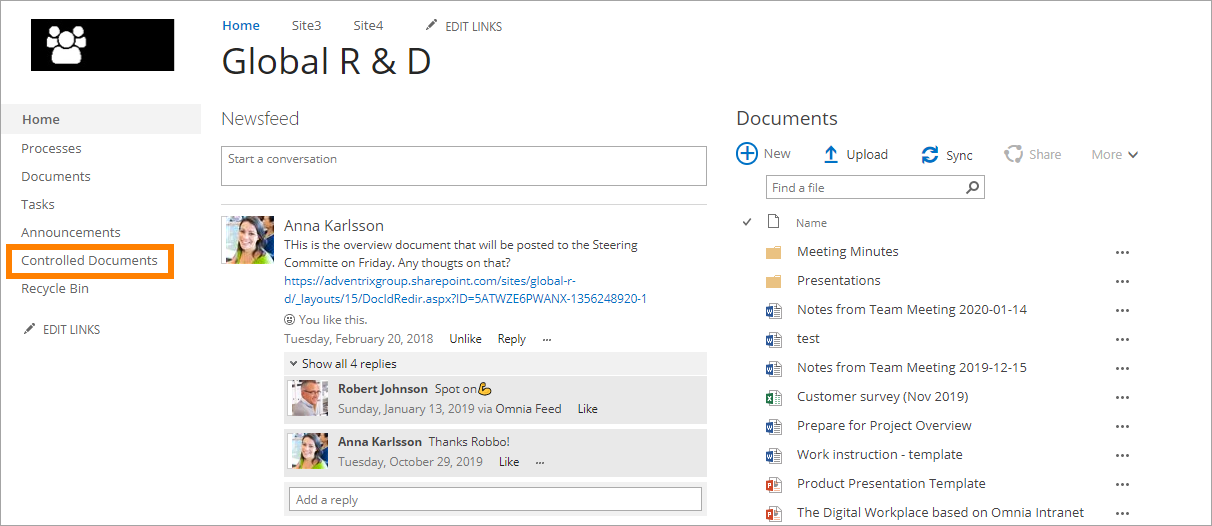 Home Site3 Site4 EDIT LINKS
Global R & D
Home
Processes
Documents
Tasks
Announcements
Controlled Documents
Recycle Bin
EDIT LINKS
Newsfeed
Start a conversation
Anna Karlsson
THis is the overview document that will be posted to the Steering
Committe on Friday. Any thougts on that?
https://adventrixgroup.sharepoint.com/sites/global-r-
d/_layouts/15/DocIdRedir.aspx?ID=5ATWZE6PWANX-1356248920-1
You like this.
Tuesday, February 20, 2018 Unlike Reply ...
Show all 4 replies
Robert Johnson Spot on💪
Sunday, January 13, 2019 via Omnia Feed Like
Anna Karlsson Thanks Robbo!
Tuesday, October 29, 2019 Like ...
Add a reply
Documents
New Upload Sync Share More
Find a file
Name
Meeting Minutes ...
Presentations ...
Notes from Team Meeting 2020-01-14 ...
test ...
Notes from Team Meeting 2019-12-15 ...
Customer survey (Nov 2019) ...
Prepare for Project Overview ...
Work instruction - template ...
Product Presentation Template ...
The Digital Workplace based on Omnia Intranet ...